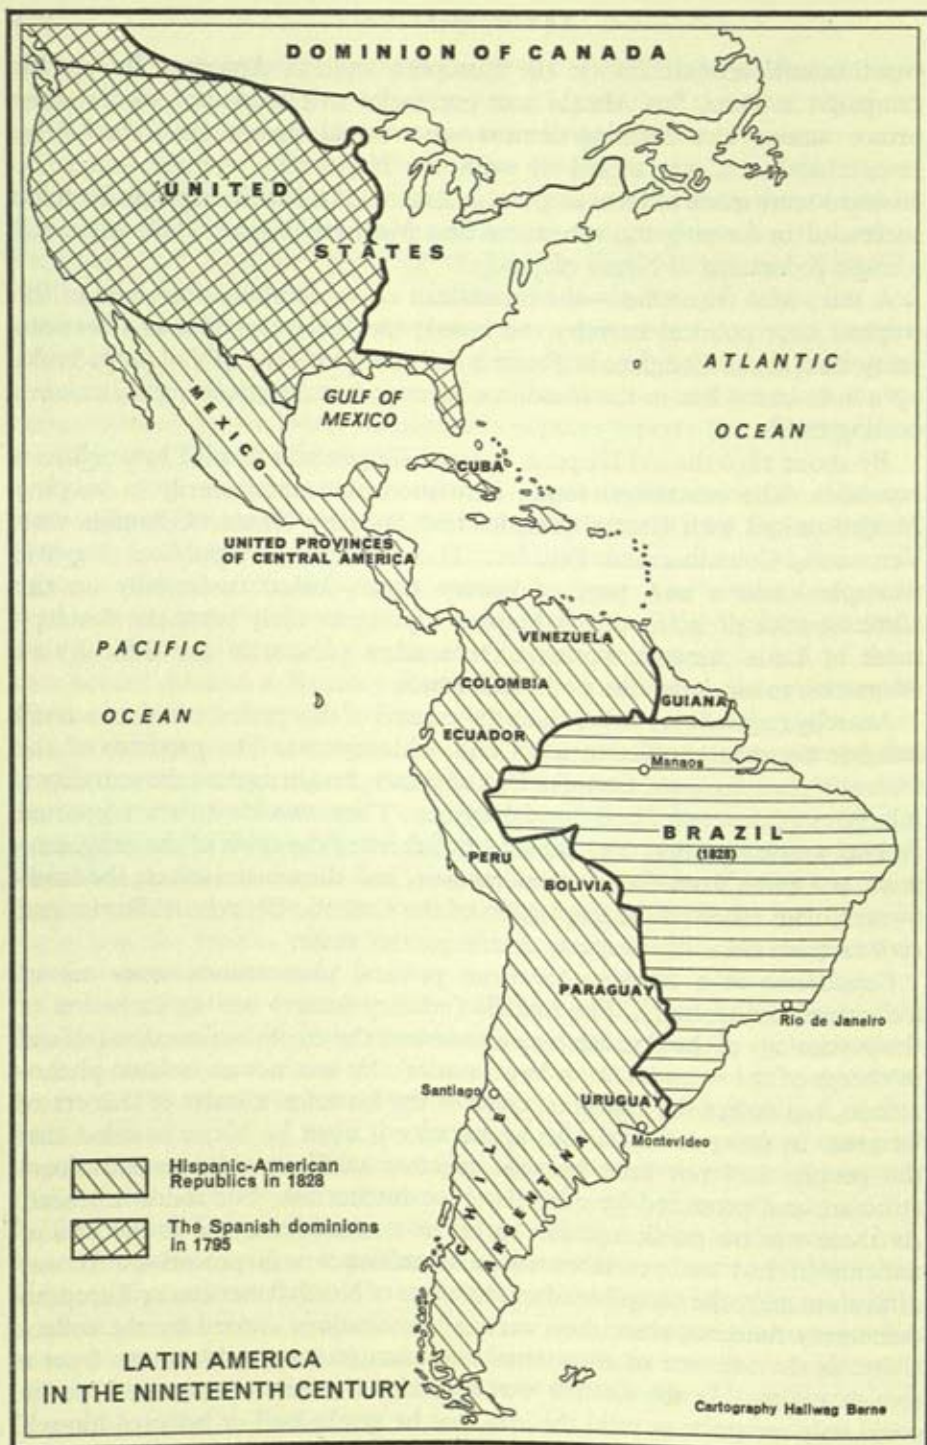 DOMINION OF CANADA
UNITED
STATES
ATLANTIC
OCEAN
GULF OF
MEXICO
MEXICO
CUBA
UNITED PROVINCES
OF CENTRAL AMERICA
PACIFIC
OCEAN
VENEZUELA
COLOMBIA
GUIANA
ECUADOR
Manaos
BRAZIL
(1828)
PERU
BOLIVIA
PARAGUAY
Rio de Janeiro
Santiago
URUGUAY
Montevideo
CHILE
ARGENTINA
Hispanic-American
Republics in 1828
The Spanish dominions
in 1795
LATIN AMERICA
IN THE NINETEENTH CENTURY
Cartography Hallwag Berne